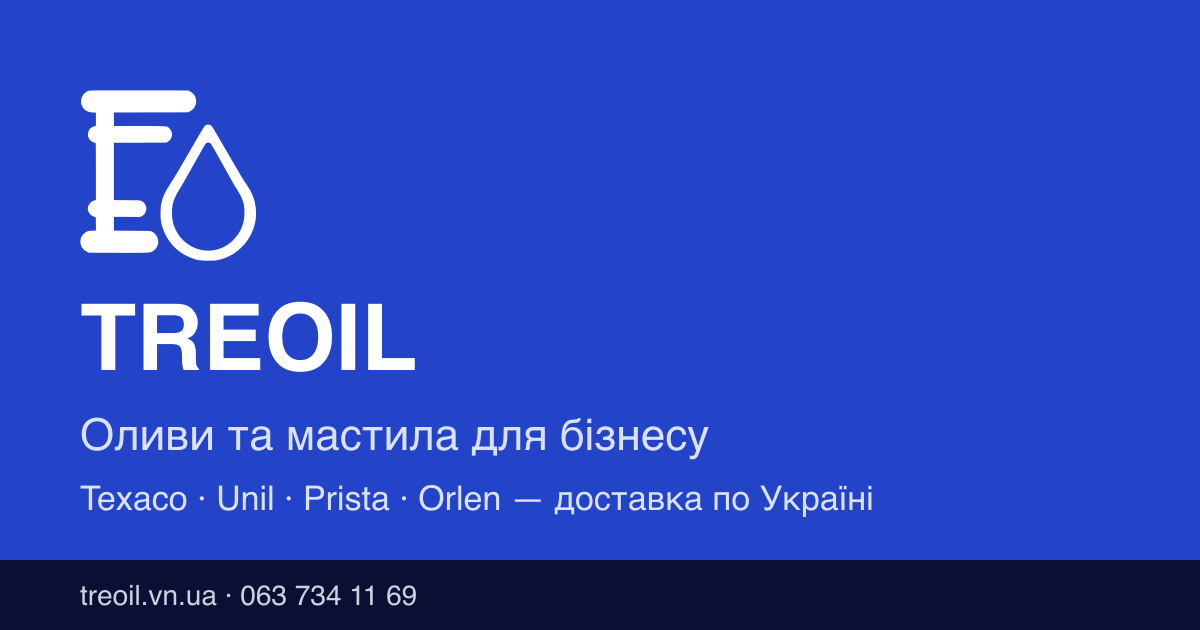 TREOIL
Оливи та мастила для бізнесу
Texaco · Unil · Prista · Orlen — доставка по Україні
treoil.vn.ua · 063 734 11 69